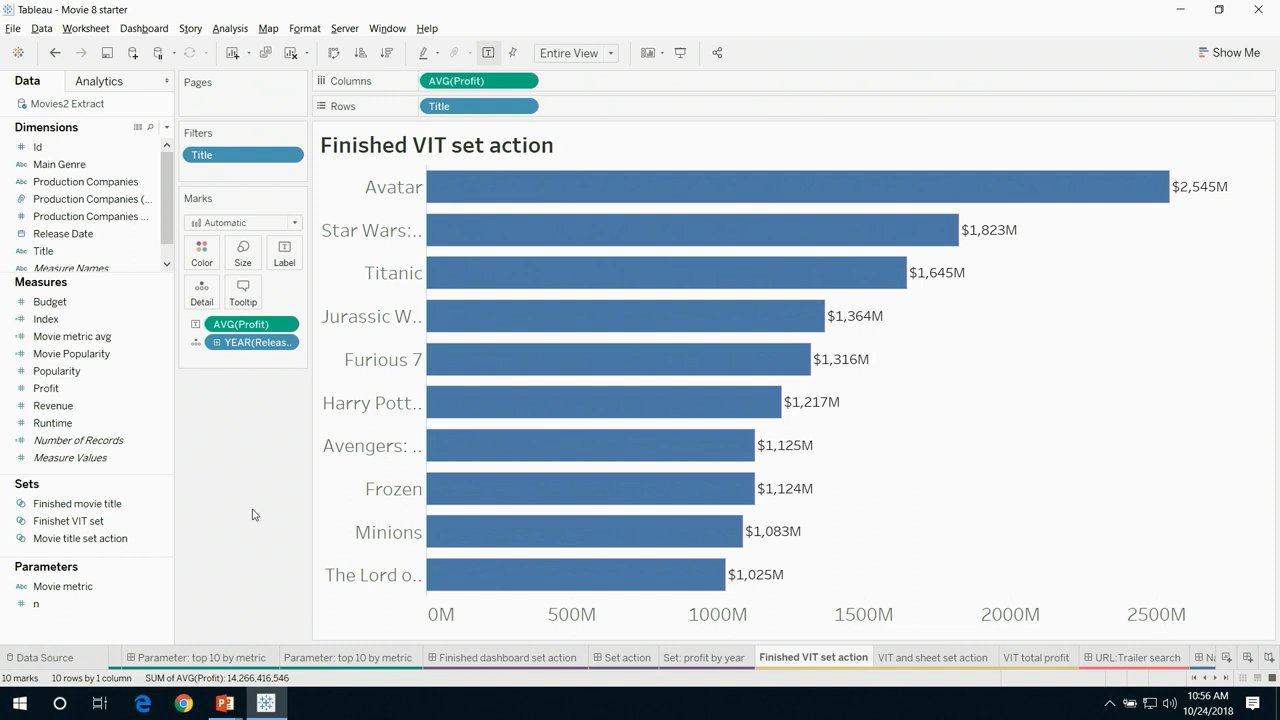 Tableau - Movie 8 starter
File Data Worksheet Dashboard Story Analysis Map Format Server Window Help
Entire View
Show Me
Data Analytics
Movies2 Extract
Dimensions
Id
Main Genre
Production Companies
Production Companies (...
Production Companies ...
Release Date
Title
Measure Names
Measures
Budget
Index
Movie metric avg
Movie Popularity
Popularity
Profit
Revenue
Runtime
Number of Records
Measure Values
Sets
Finished movie title
Finishet VIT set
Movie title set action
Parameters
Movie metric
n
Pages
Filters
Title
Marks
Automatic
Color Size Label
Detail Tooltip
AVG(Profit)
YEAR(Releas..
Columns AVG(Profit)
Rows Title
Finished VIT set action
Avatar $2,545M
Star Wars:.. $1,823M
Titanic $1,645M
Jurassic W.. $1,364M
Furious 7 $1,316M
Harry Pott.. $1,217M
Avengers: .. $1,125M
Frozen $1,124M
Minions $1,083M
The Lord o.. $1,025M
0M 500M 1000M 1500M 2000M 2500M
Data Source Parameter: top 10 by metric Parameter: top 10 by metric Finished dashboard set action Set action Set: profit by year Finished VIT set action VIT and sheet set action VIT total profit URL:Trailer search
10 marks 10 rows by 1 column SUM of AVG(Profit): 14.266.416.546
10:56 AM
10/24/2018